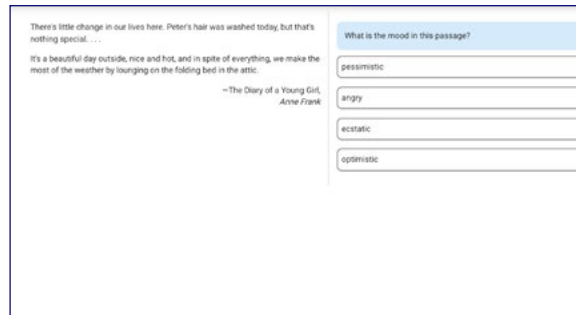 There's little change in our lives here. Peter's hair was washed today, but that's
nothing special. . . .
It's a beautiful day outside, nice and hot, and in spite of everything, we make the
most of the weather by lounging on the folding bed in the attic.
—The Diary of a Young Girl,
Anne Frank
What is the mood in this passage?
pessimistic
angry
ecstatic
optimistic